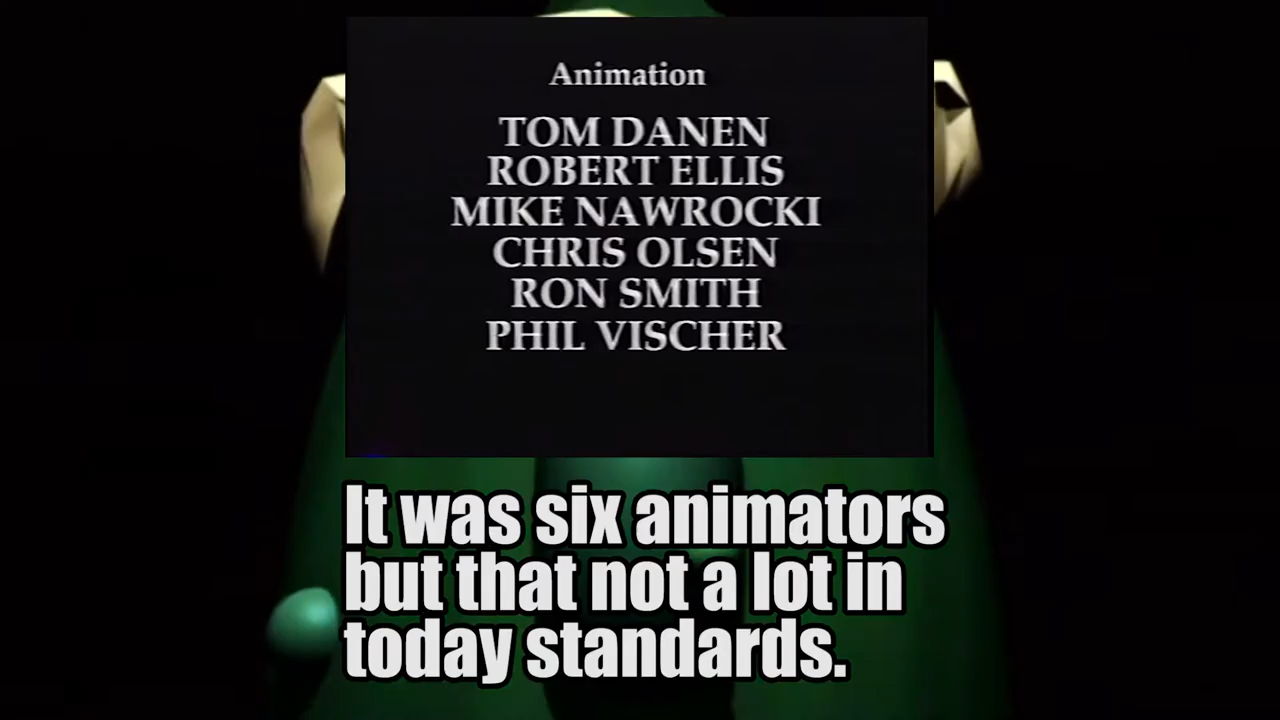 Animation
TOM DANEN
ROBERT ELLIS
MIKE NAWROCKI
CHRIS OLSEN
RON SMITH
PHIL VISCHER
It was six animators
but that not a lot in
today standards.